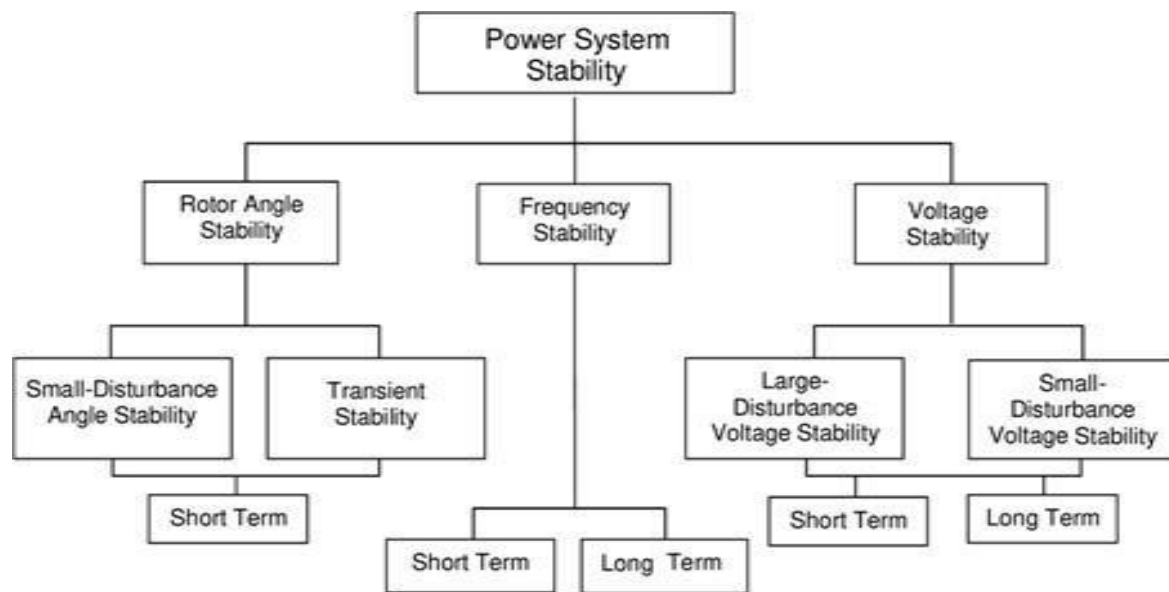 Power System
Stability
Rotor Angle
Stability
Frequency
Stability
Voltage
Stability
Small-Disturbance
Angle Stability
Transient
Stability
Large-
Disturbance
Voltage Stability
Small-
Disturbance
Voltage Stability
Short Term
Short Term
Long Term
Short Term
Long Term